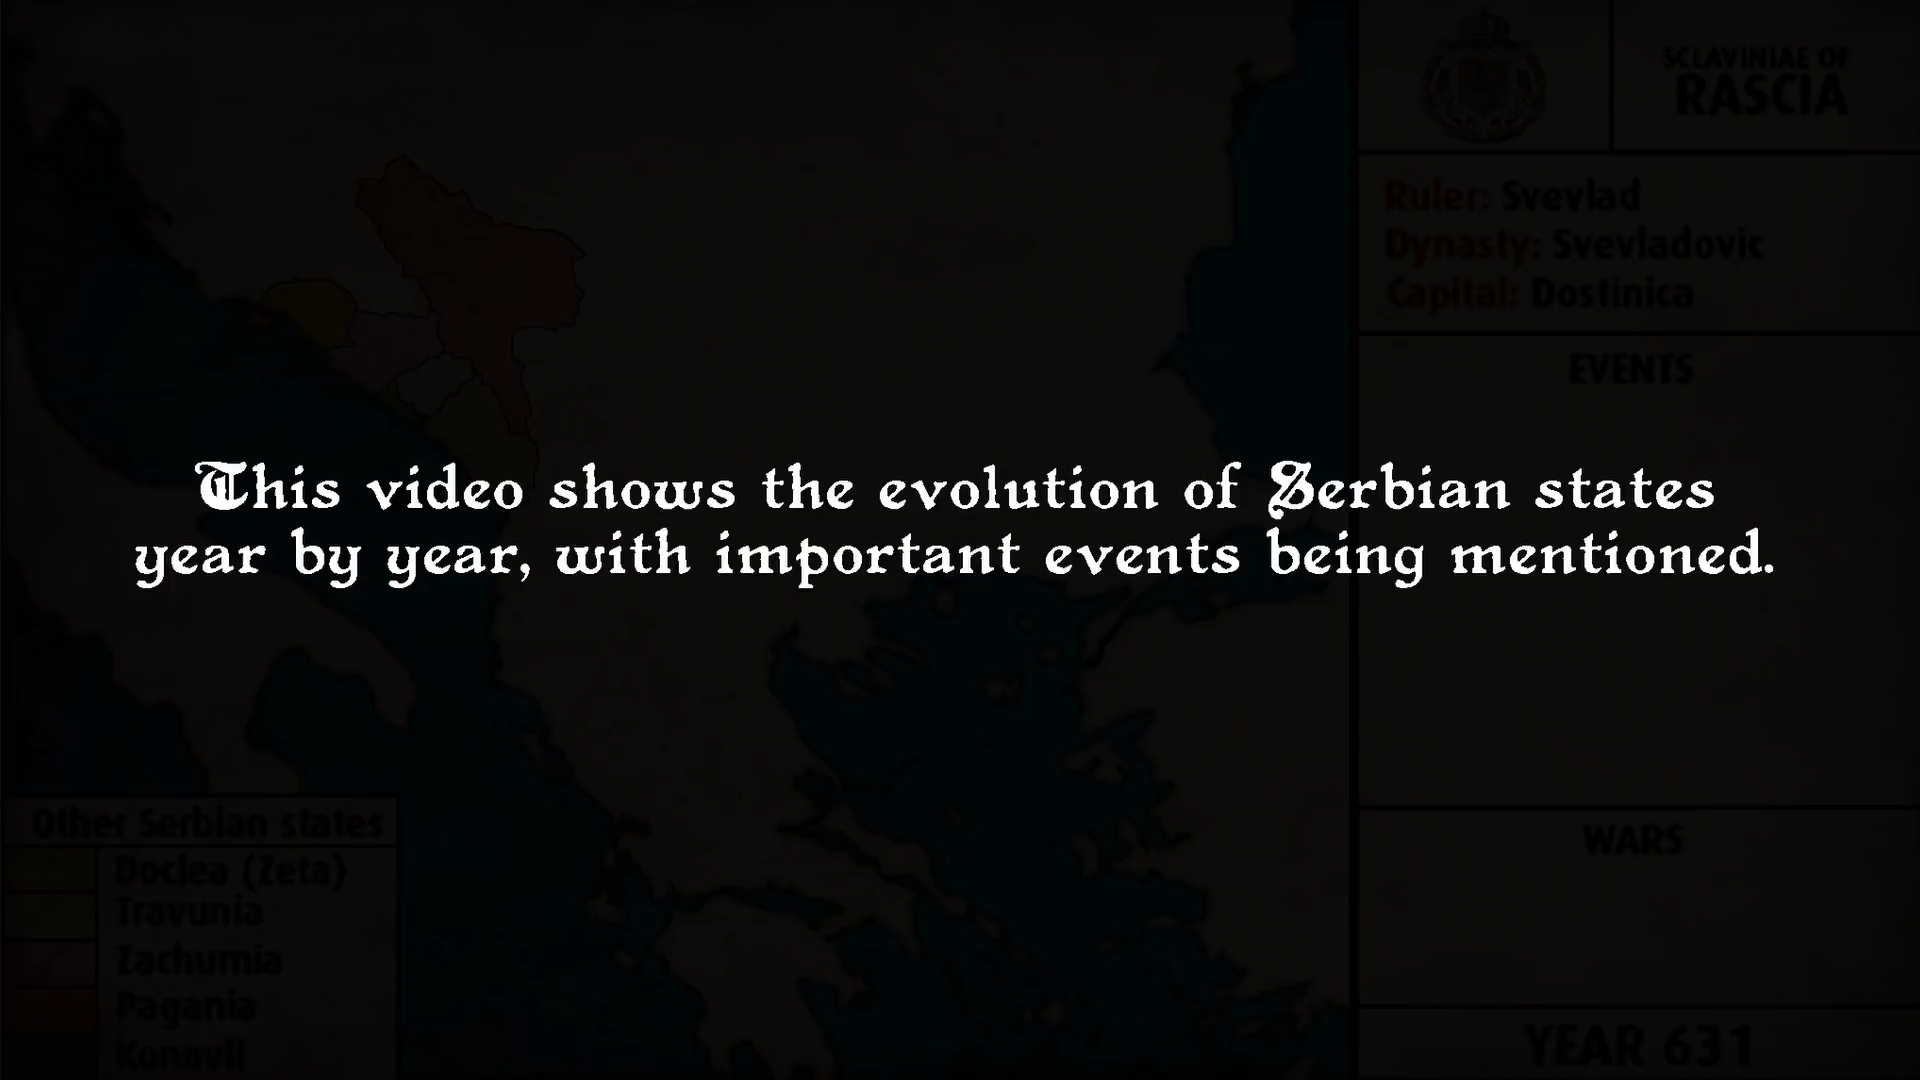 SCLAVINIAE OF
RASCIA
Ruler: Svevlad
Dynasty: Svevladovic
Capital: Dostinica
EVENTS
This video shows the evolution of Serbian states
year by year, with important events being mentioned.
Other Serbian states
Doclea (Zeta)
Travunia
Zachumia
Pagania
Konavli
WARS
YEAR 631